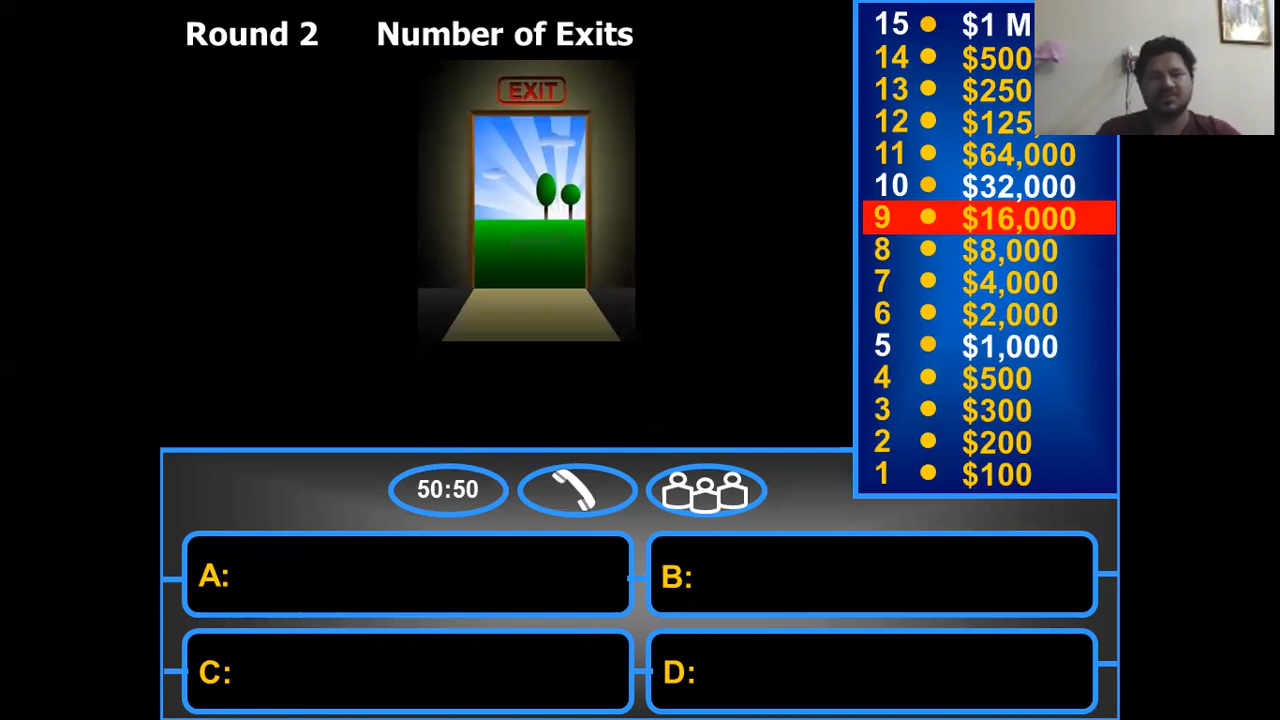 Round 2 Number of Exits
EXIT
15 $1 M
14 $500
13 $250
12 $125,
11 $64,000
10 $32,000
9 $16,000
8 $8,000
7 $4,000
6 $2,000
5 $1,000
4 $500
3 $300
2 $200
1 $100
50:50
A:
B:
C:
D: